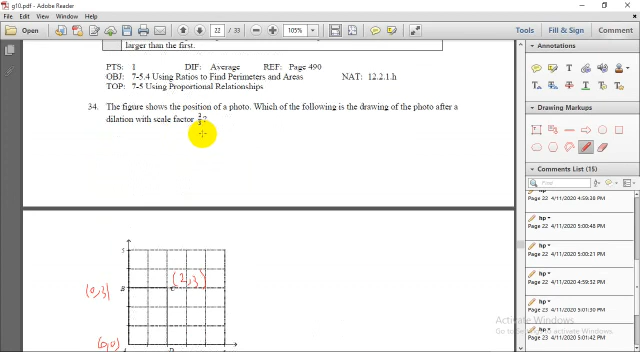 g10.pdf - Adobe Reader
File Edit View Window Help
Open 22 / 33 105% Tools Fill & Sign Comment
larger than the first.
PTS: 1 DIF: Average REF: Page 490
OBJ: 7-5.4 Using Ratios to Find Perimeters and Areas NAT: 12.2.1.h
TOP: 7-5 Using Proportional Relationships
34. The figure shows the position of a photo. Which of the following is the drawing of the photo after a
dilation with scale factor ?
5
(2,3)
(0,3) B C
(0,0)
Annotations
T
Drawing Markups
Comments List (15)
Find
hp
Page 22 4/11/2020 4:59:38 PM
hp
Page 22 4/11/2020 5:00:48 PM
hp
Page 22 4/11/2020 5:00:21 PM
hp
Page 22 4/11/2020 4:59:32 PM
hp
Page 23 4/11/2020 5:01:30 PM
hp
Page 23 4/11/2020 5:01:42 PM
Activate Windows